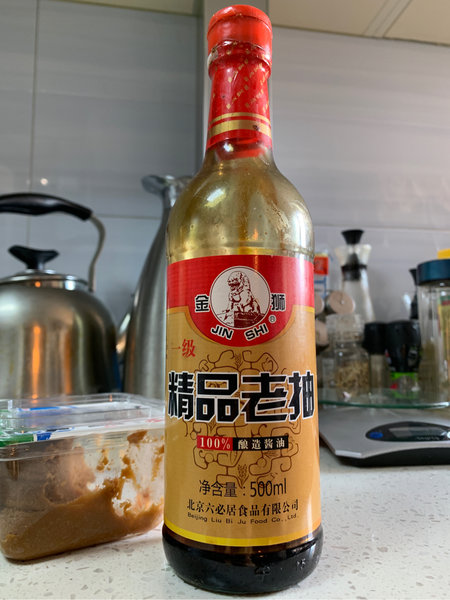 金狮
JIN SHI ®
一级
精品老抽
100% 酿造酱油
净含量: 500ml
北京六必居食品有限公司
Beijing Liu Bi Ju Food Co., Ltd.